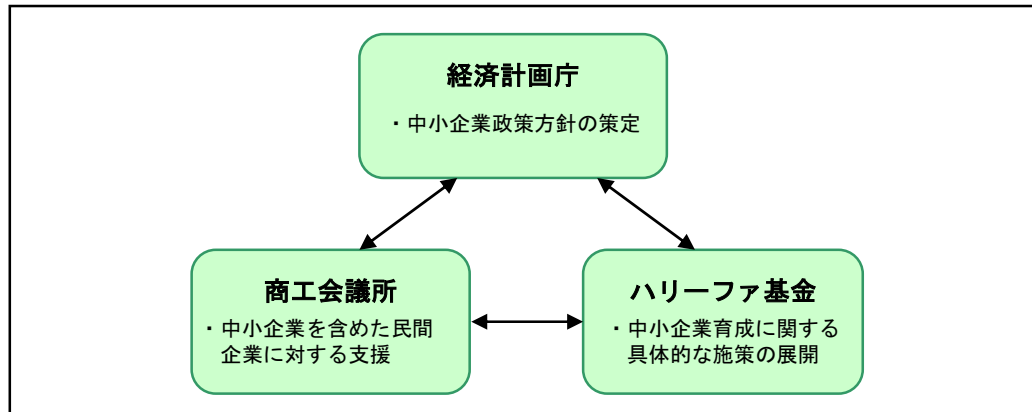 経済計画庁
・中小企業政策方針の策定
商工会議所
・中小企業を含めた民間
企業に対する支援
ハリーファ基金
・中小企業育成に関する
具体的な施策の展開